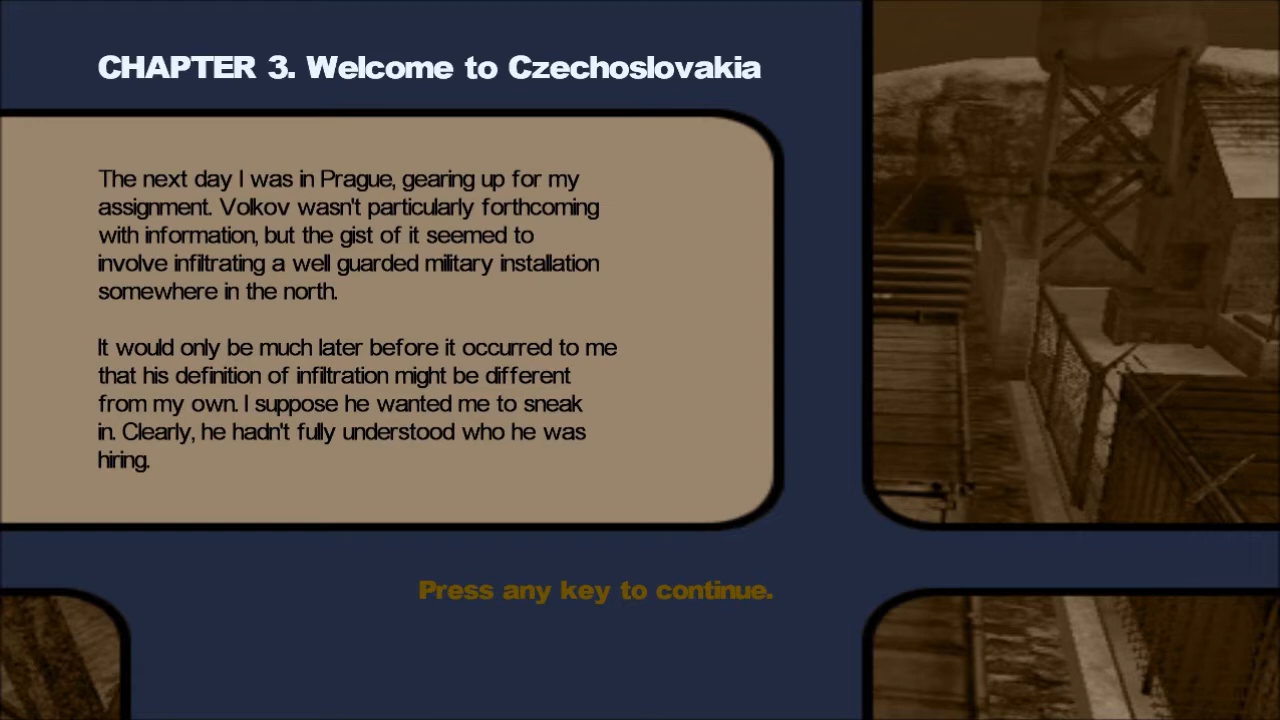 CHAPTER 3. Welcome to Czechoslovakia
The next day I was in Prague, gearing up for my
assignment. Volkov wasn't particularly forthcoming
with information, but the gist of it seemed to
involve infiltrating a well guarded military installation
somewhere in the north.
It would only be much later before it occurred to me
that his definition of infiltration might be different
from my own. I suppose he wanted me to sneak
in. Clearly, he hadn't fully understood who he was
hiring.
Press any key to continue.